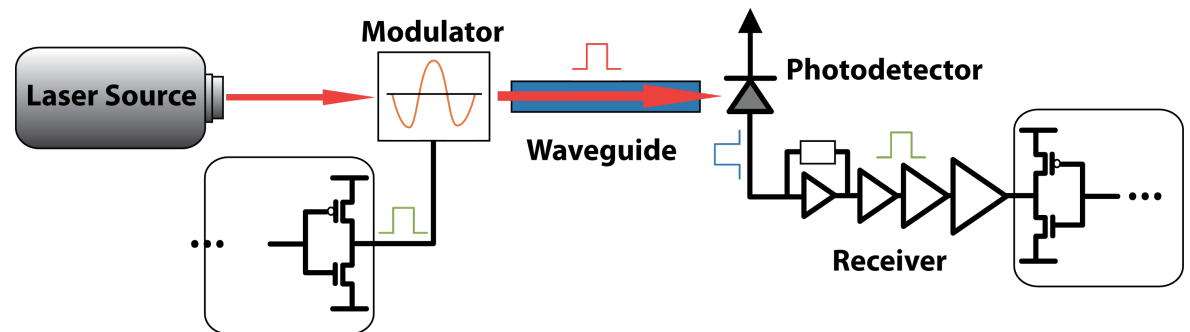 Modulator
Laser Source
Photodetector
Waveguide
Receiver